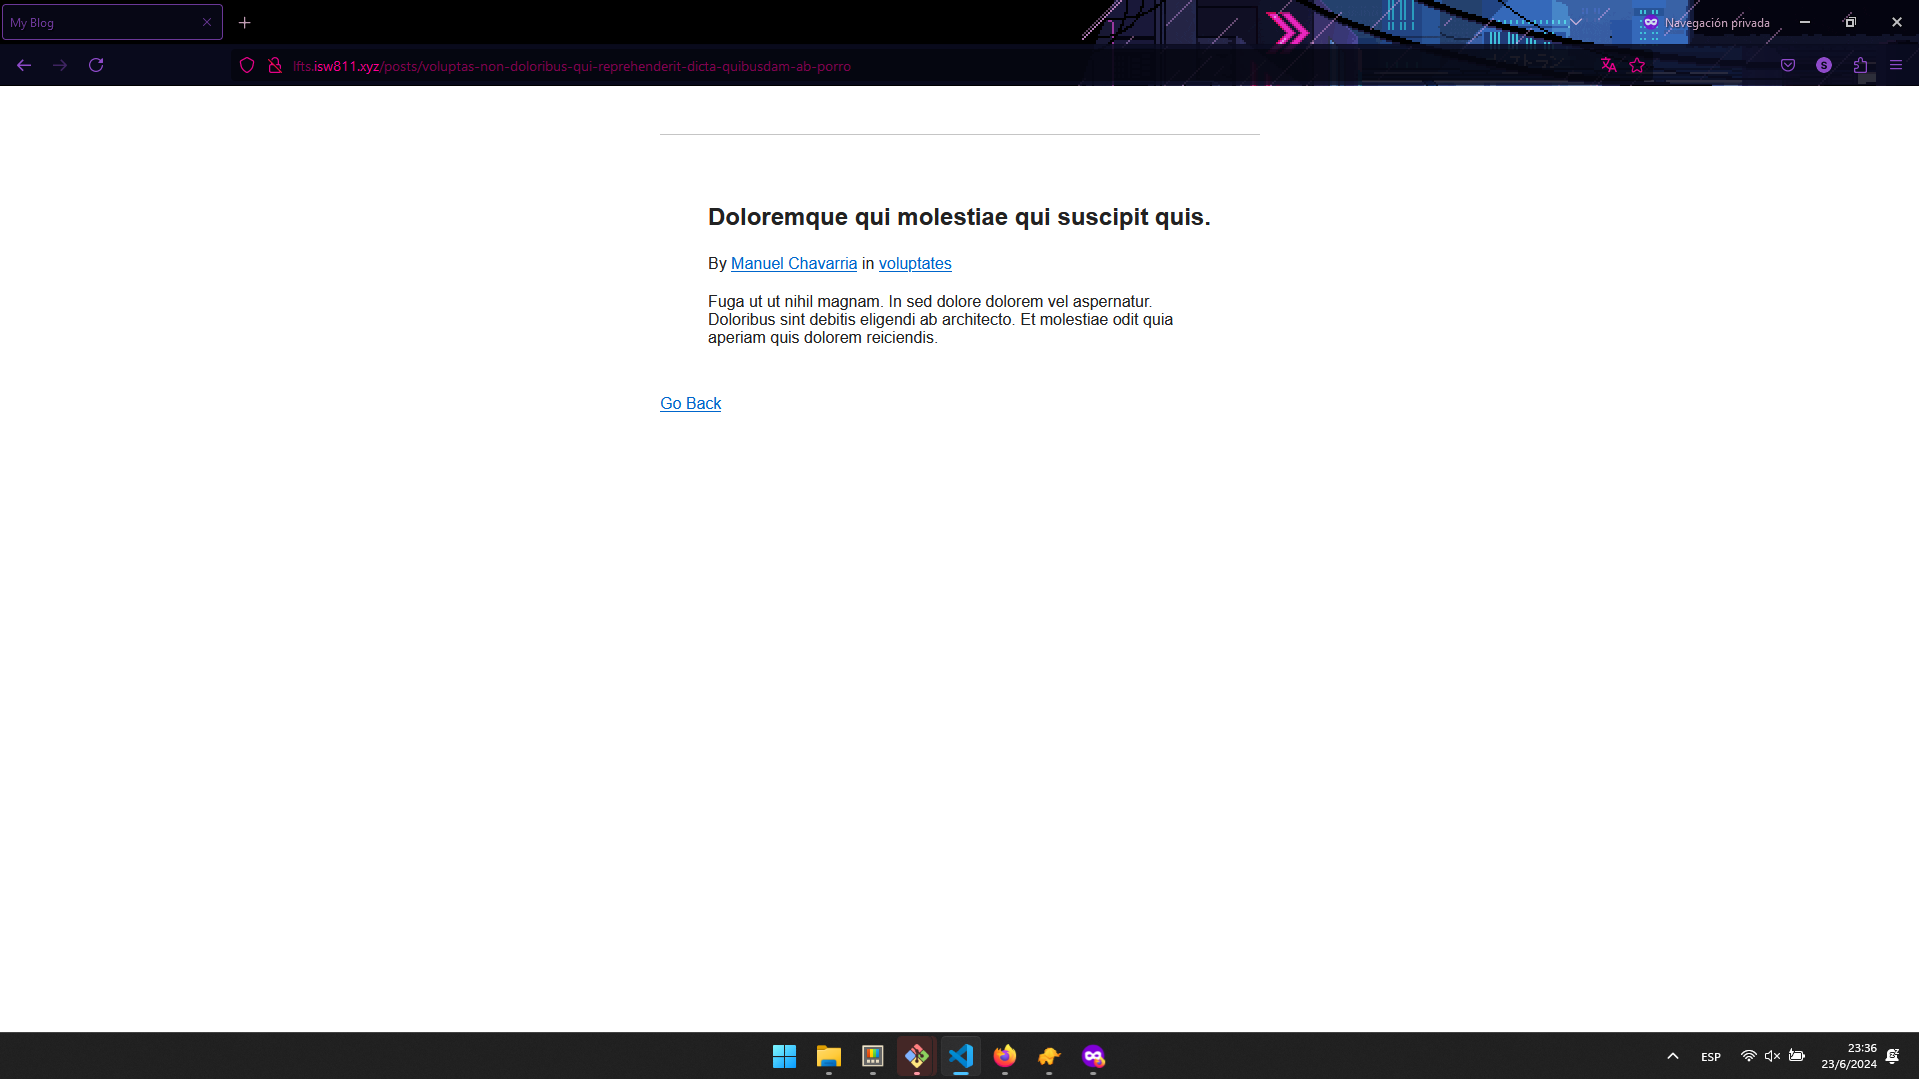 My Blog
Navegación privada
lfts.isw811.xyz/posts/voluptas-non-doloribus-qui-reprehenderit-dicta-quibusdam-ab-porro
Doloremque qui molestiae qui suscipit quis.
By Manuel Chavarria in voluptates
Fuga ut ut nihil magnam. In sed dolore dolorem vel aspernatur.
Doloribus sint debitis eligendi ab architecto. Et molestiae odit quia
aperiam quis dolorem reiciendis.
Go Back
ESP
23:36
23/6/2024